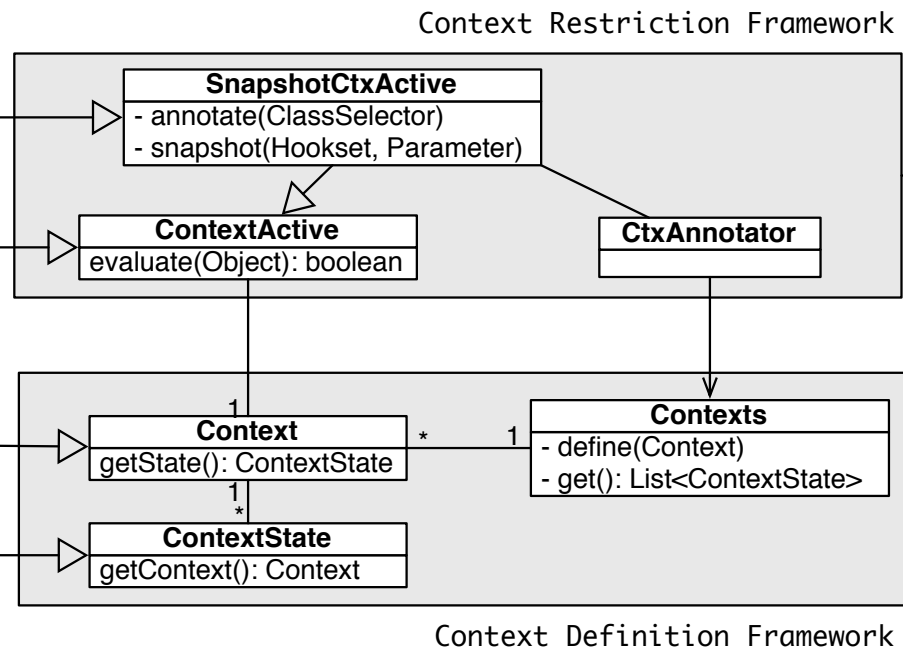 Context Restriction Framework
SnapshotCtxActive
- annotate(ClassSelector)
- snapshot(Hookset, Parameter)
ContextActive
evaluate(Object): boolean
CtxAnnotator
1
Context
getState(): ContextState
*
1
Contexts
- define(Context)
- get(): List<ContextState>
1
*
ContextState
getContext(): Context
Context Definition Framework